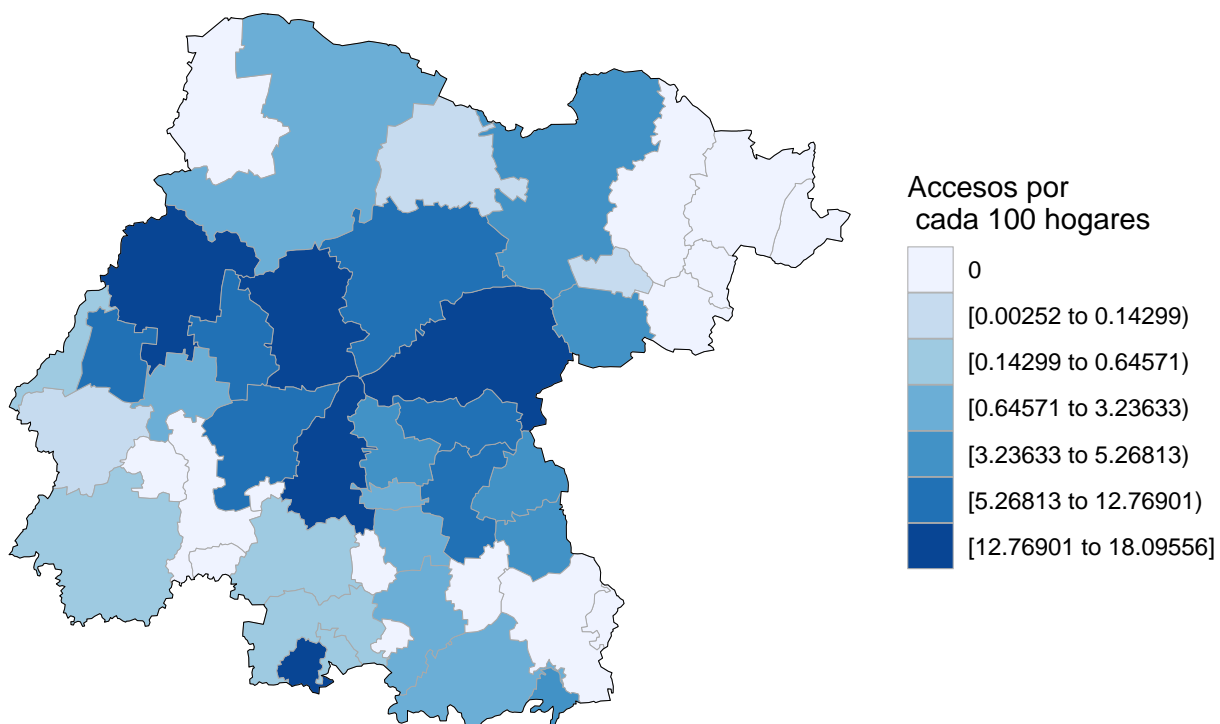 Accesos por
cada 100 hogares
0
[0.00252 to 0.14299)
[0.14299 to 0.64571)
[0.64571 to 3.23633)
[3.23633 to 5.26813)
[5.26813 to 12.76901)
[12.76901 to 18.09556]